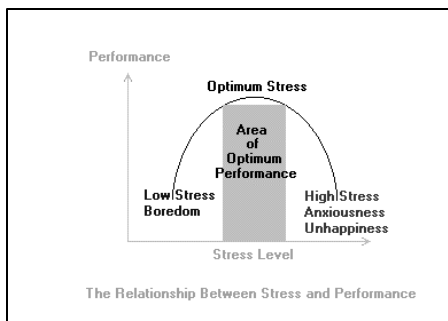 Performance
Optimum Stress
Area
of
Optimum
Performance
Low Stress
Boredom
High Stress
Anxiousness
Unhappiness
Stress Level
The Relationship Between Stress and Performance